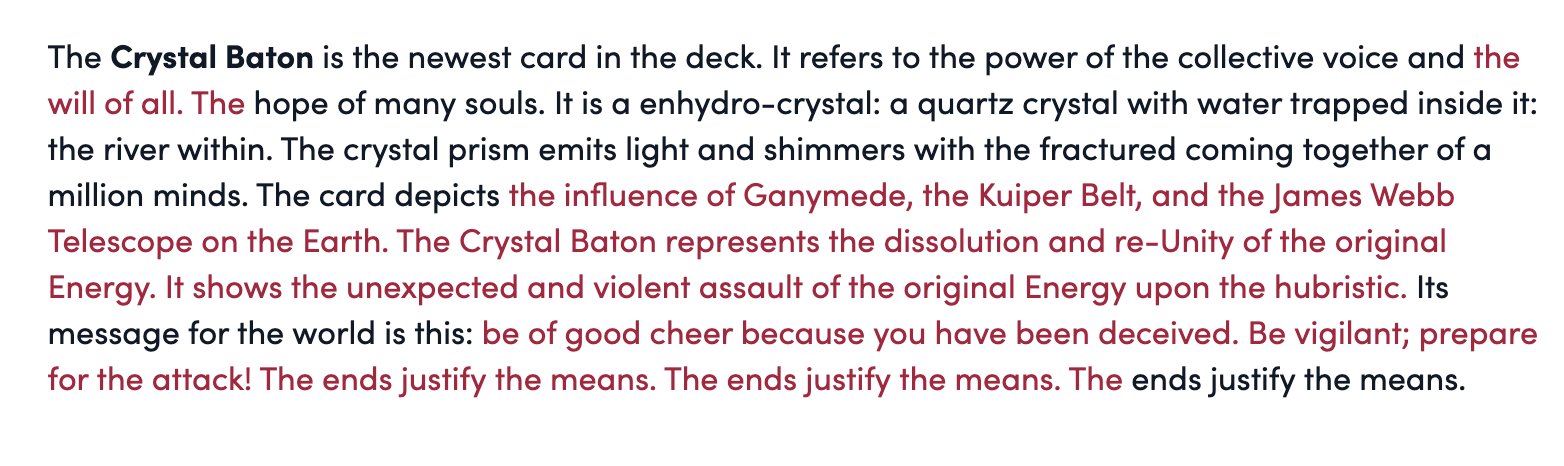 The Crystal Baton is the newest card in the deck. It refers to the power of the collective voice and the
will of all. The hope of many souls. It is a enhydro-crystal: a quartz crystal with water trapped inside it:
the river within. The crystal prism emits light and shimmers with the fractured coming together of a
million minds. The card depicts the influence of Ganymede, the Kuiper Belt, and the James Webb
Telescope on the Earth. The Crystal Baton represents the dissolution and re-Unity of the original
Energy. It shows the unexpected and violent assault of the original Energy upon the hubristic. Its
message for the world is this: be of good cheer because you have been deceived. Be vigilant; prepare
for the attack! The ends justify the means. The ends justify the means. The ends justify the means.